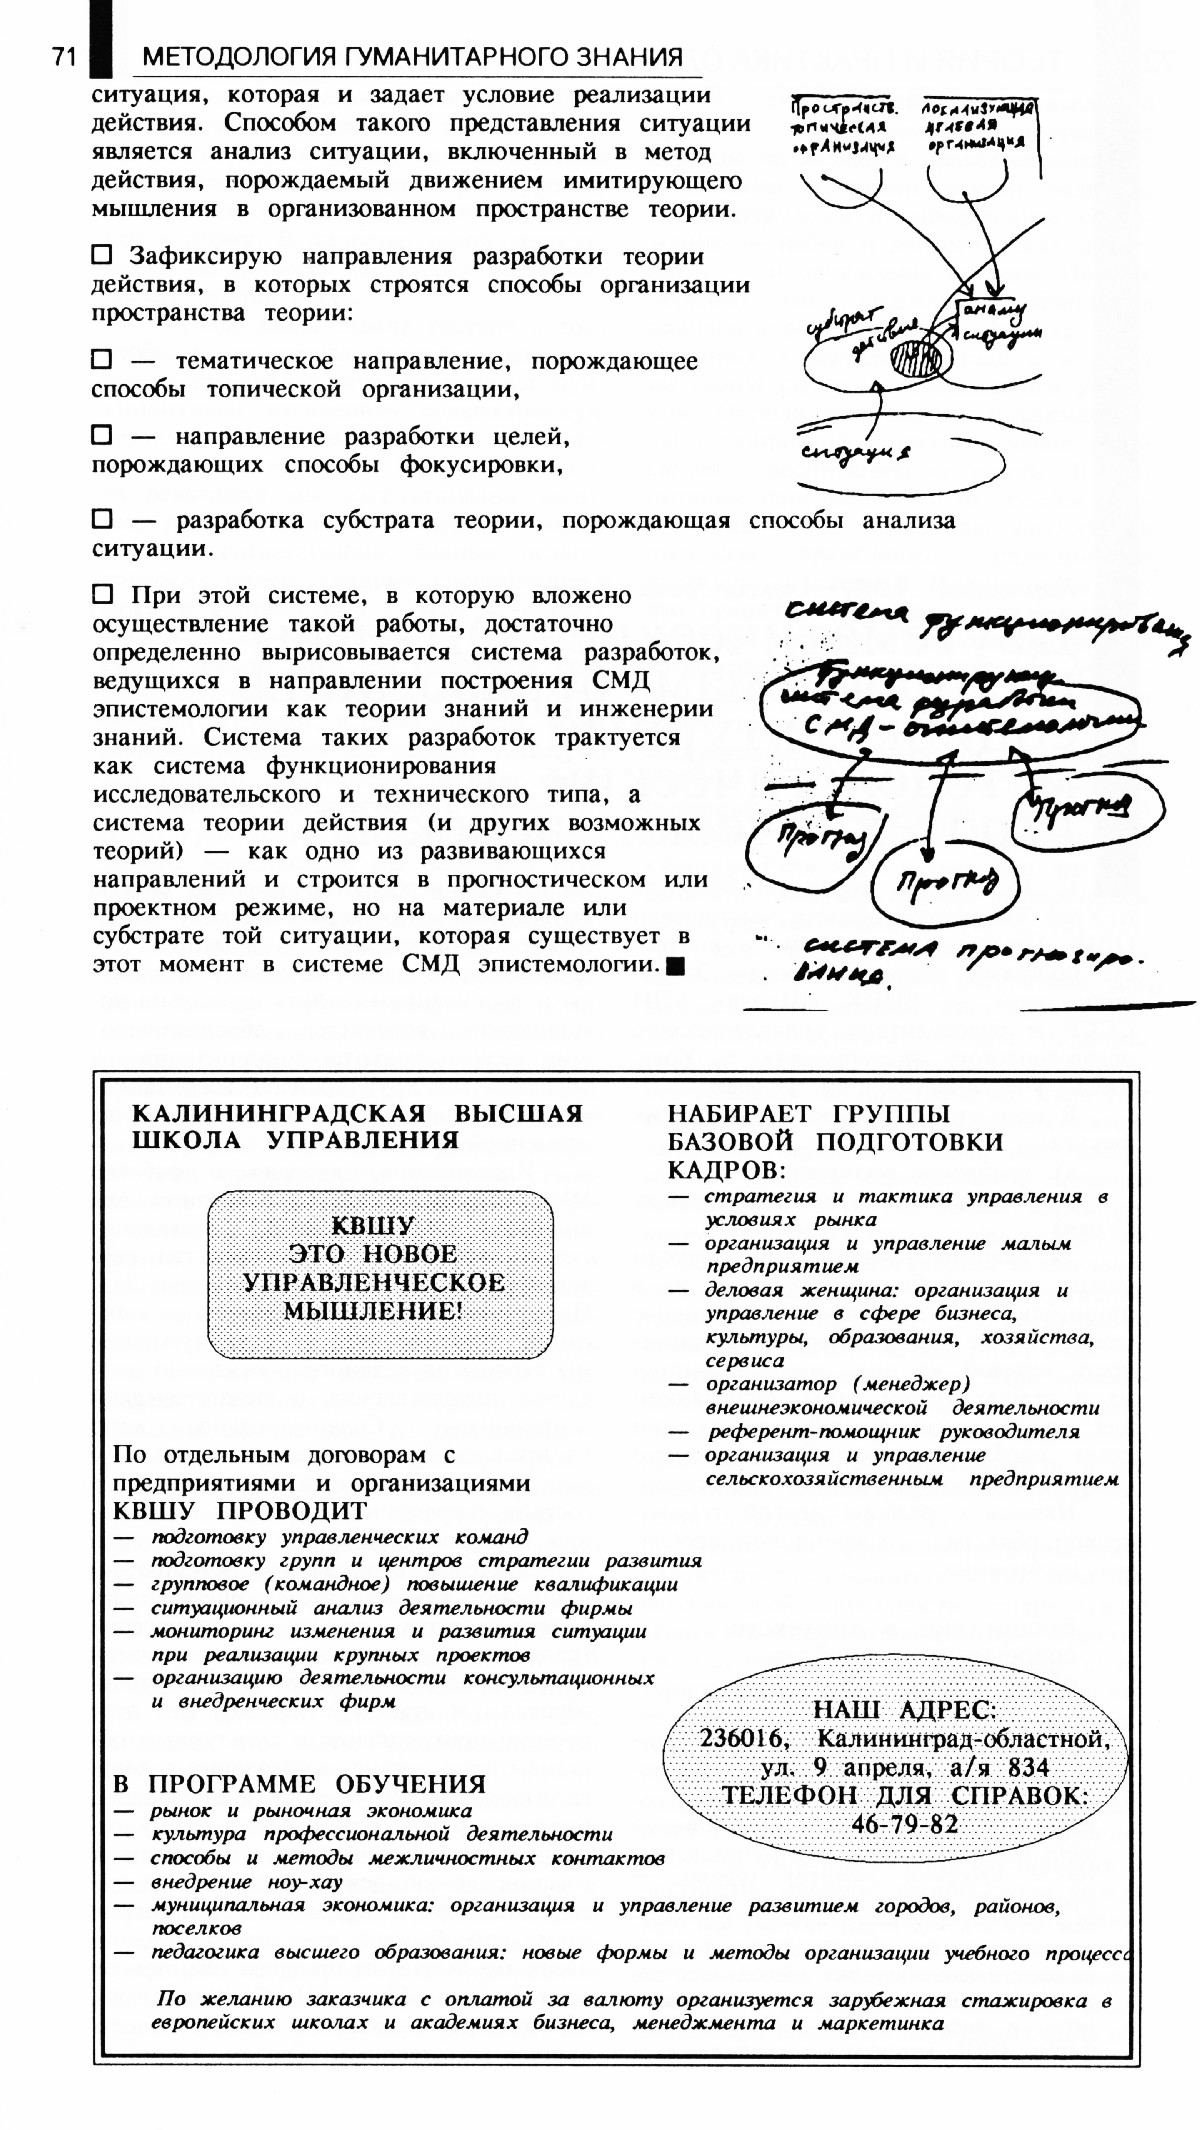 71 МЕТОДОЛОГИЯ ГУМАНИТАРНОГО ЗНАНИЯ
ситуация, которая и задает условие реализации
действия. Способом такого представления ситуации
является анализ ситуации, включенный в метод
действия, порождаемый движением имитирующего
мышления в организованном пространстве теории.
☐ Зафиксирую направления разработки теории
действия, в которых строятся способы организации
пространства теории:
☐ — тематическое направление, порождающее
способы топической организации,
☐ — направление разработки целей,
порождающих способы фокусировки,
Пространств.
топическая
организация
локализующая
целевая
организация
субстрат
действия
анализ
ситуации
ситуация
☐ — разработка субстрата теории, порождающая способы анализа
ситуации.
☐ При этой системе, в которую вложено
осуществление такой работы, достаточно
определенно вырисовывается система разработок,
ведущихся в направлении построения СМД
эпистемологии как теории знаний и инженерии
знаний. Система таких разработок трактуется
как система функционирования
исследовательского и технического типа, а
система теории действия (и других возможных
теорий) — как одно из развивающихся
направлений и строится в прогностическом или
проектном режиме, но на материале или
субстрате той ситуации, которая существует в
этот момент в системе СМД эпистемологии.■
система функционирования
система
СМД-
Прогноз
Прогноз
Прогноз
система прогнозиро-
вания.
КАЛИНИНГРАДСКАЯ ВЫСШАЯ
ШКОЛА УПРАВЛЕНИЯ
КВШУ
ЭТО НОВОЕ
УПРАВЛЕНЧЕСКОЕ
МЫШЛЕНИЕ!
НАБИРАЕТ ГРУППЫ
БАЗОВОЙ ПОДГОТОВКИ
КАДРОВ:
— стратегия и тактика управления в
условиях рынка
— организация и управление малым
предприятием
— деловая женщина: организация и
управление в сфере бизнеса,
культуры, образования, хозяйства,
сервиса
— организатор (менеджер)
внешнеэкономической деятельности
— референт-помощник руководителя
— организация и управление
сельскохозяйственным предприятием
По отдельным договорам с
предприятиями и организациями
КВШУ ПРОВОДИТ
— подготовку управленческих команд
— подготовку групп и центров стратегии развития
— групповое (командное) повышение квалификации
— ситуационный анализ деятельности фирмы
— мониторинг изменения и развития ситуации
при реализации крупных проектов
— организацию деятельности консультационных
и внедренческих фирм
НАШ АДРЕС:
236016, Калининград-областной,
ул. 9 апреля, а/я 834
ТЕЛЕФОН ДЛЯ СПРАВОК:
46-79-82
В ПРОГРАММЕ ОБУЧЕНИЯ
— рынок и рыночная экономика
— культура профессиональной деятельности
— способы и методы межличностных контактов
— внедрение ноу-хау
— муниципальная экономика: организация и управление развитием городов, районов,
поселков
— педагогика высшего образования: новые формы и методы организации учебного процесса
По желанию заказчика с оплатой за валюту организуется зарубежная стажировка в
европейских школах и академиях бизнеса, менеджмента и маркетинка